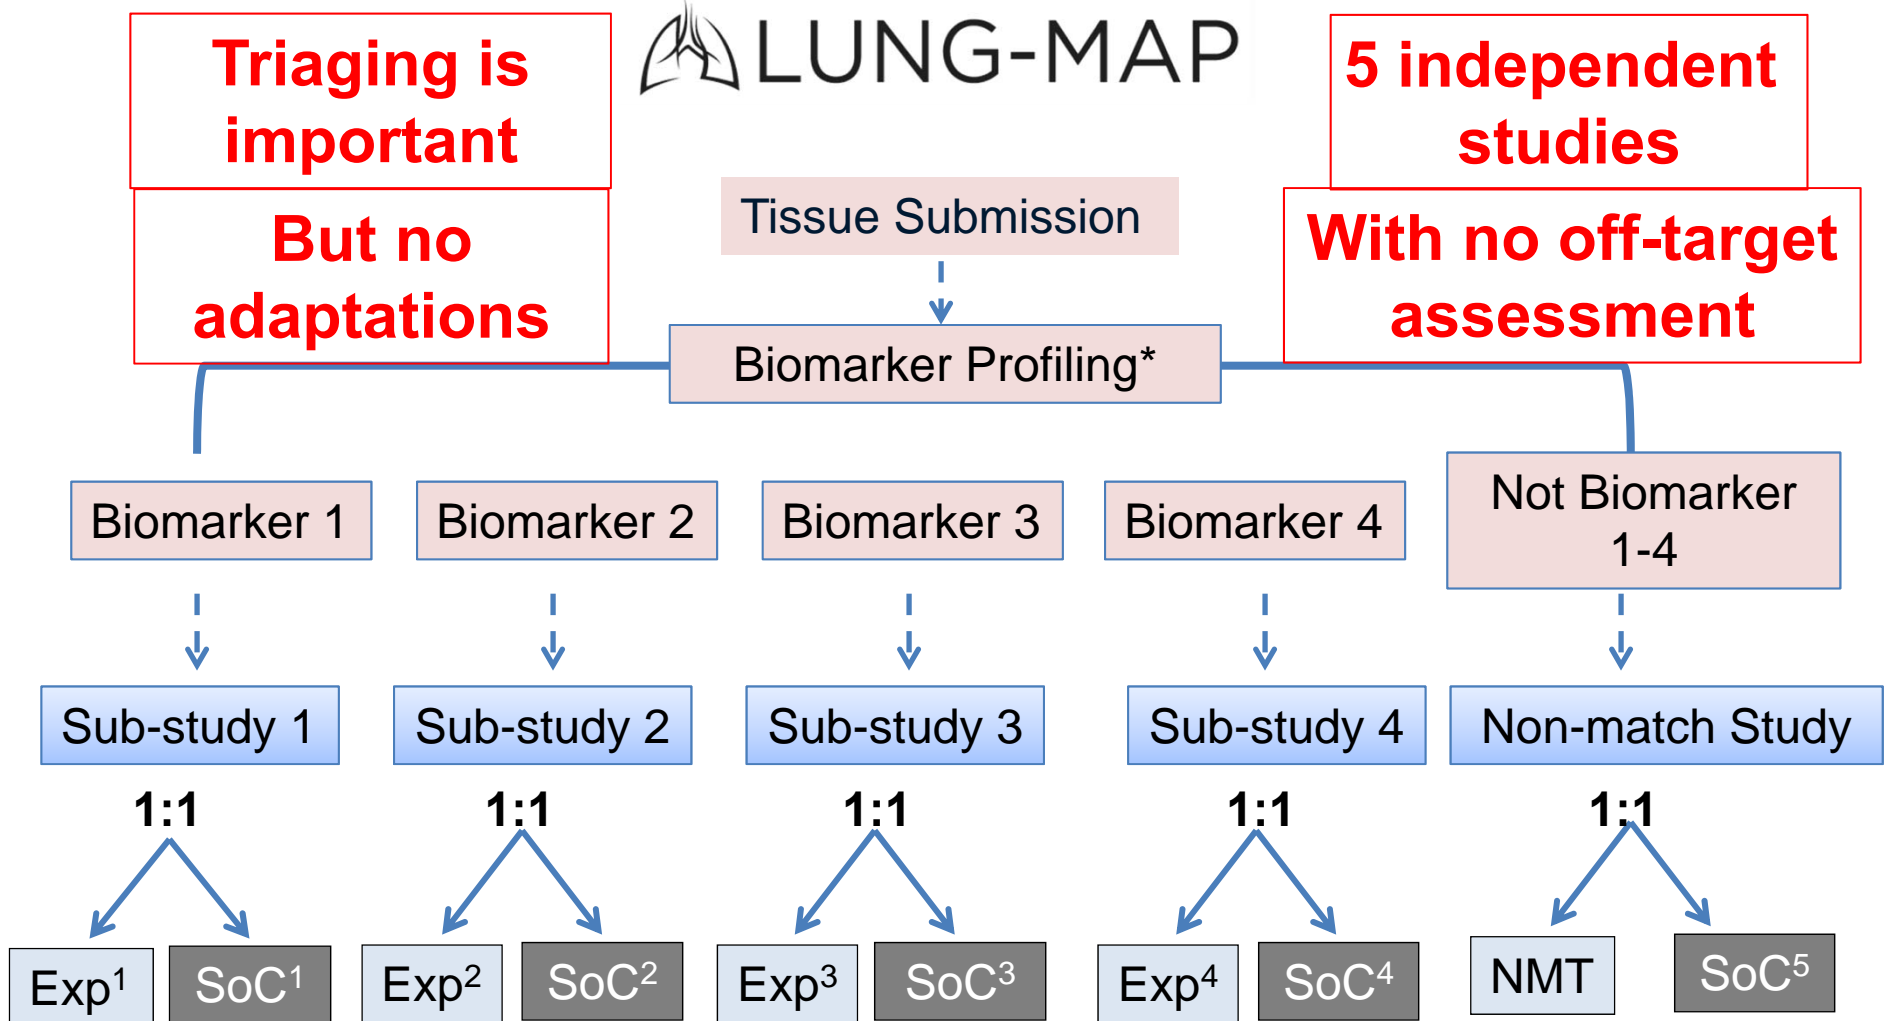 LUNG-MAP
Triaging is
important
But no
adaptations
5 independent
studies
With no off-target
assessment
Tissue Submission
Biomarker Profiling*
Biomarker 1
Biomarker 2
Biomarker 3
Biomarker 4
Not Biomarker
1-4
Sub-study 1
Sub-study 2
Sub-study 3
Sub-study 4
Non-match Study
1:1
1:1
1:1
1:1
1:1
Exp¹
SoC¹
Exp²
SoC²
Exp³
SoC³
Exp⁴
SoC⁴
NMT
SoC⁵